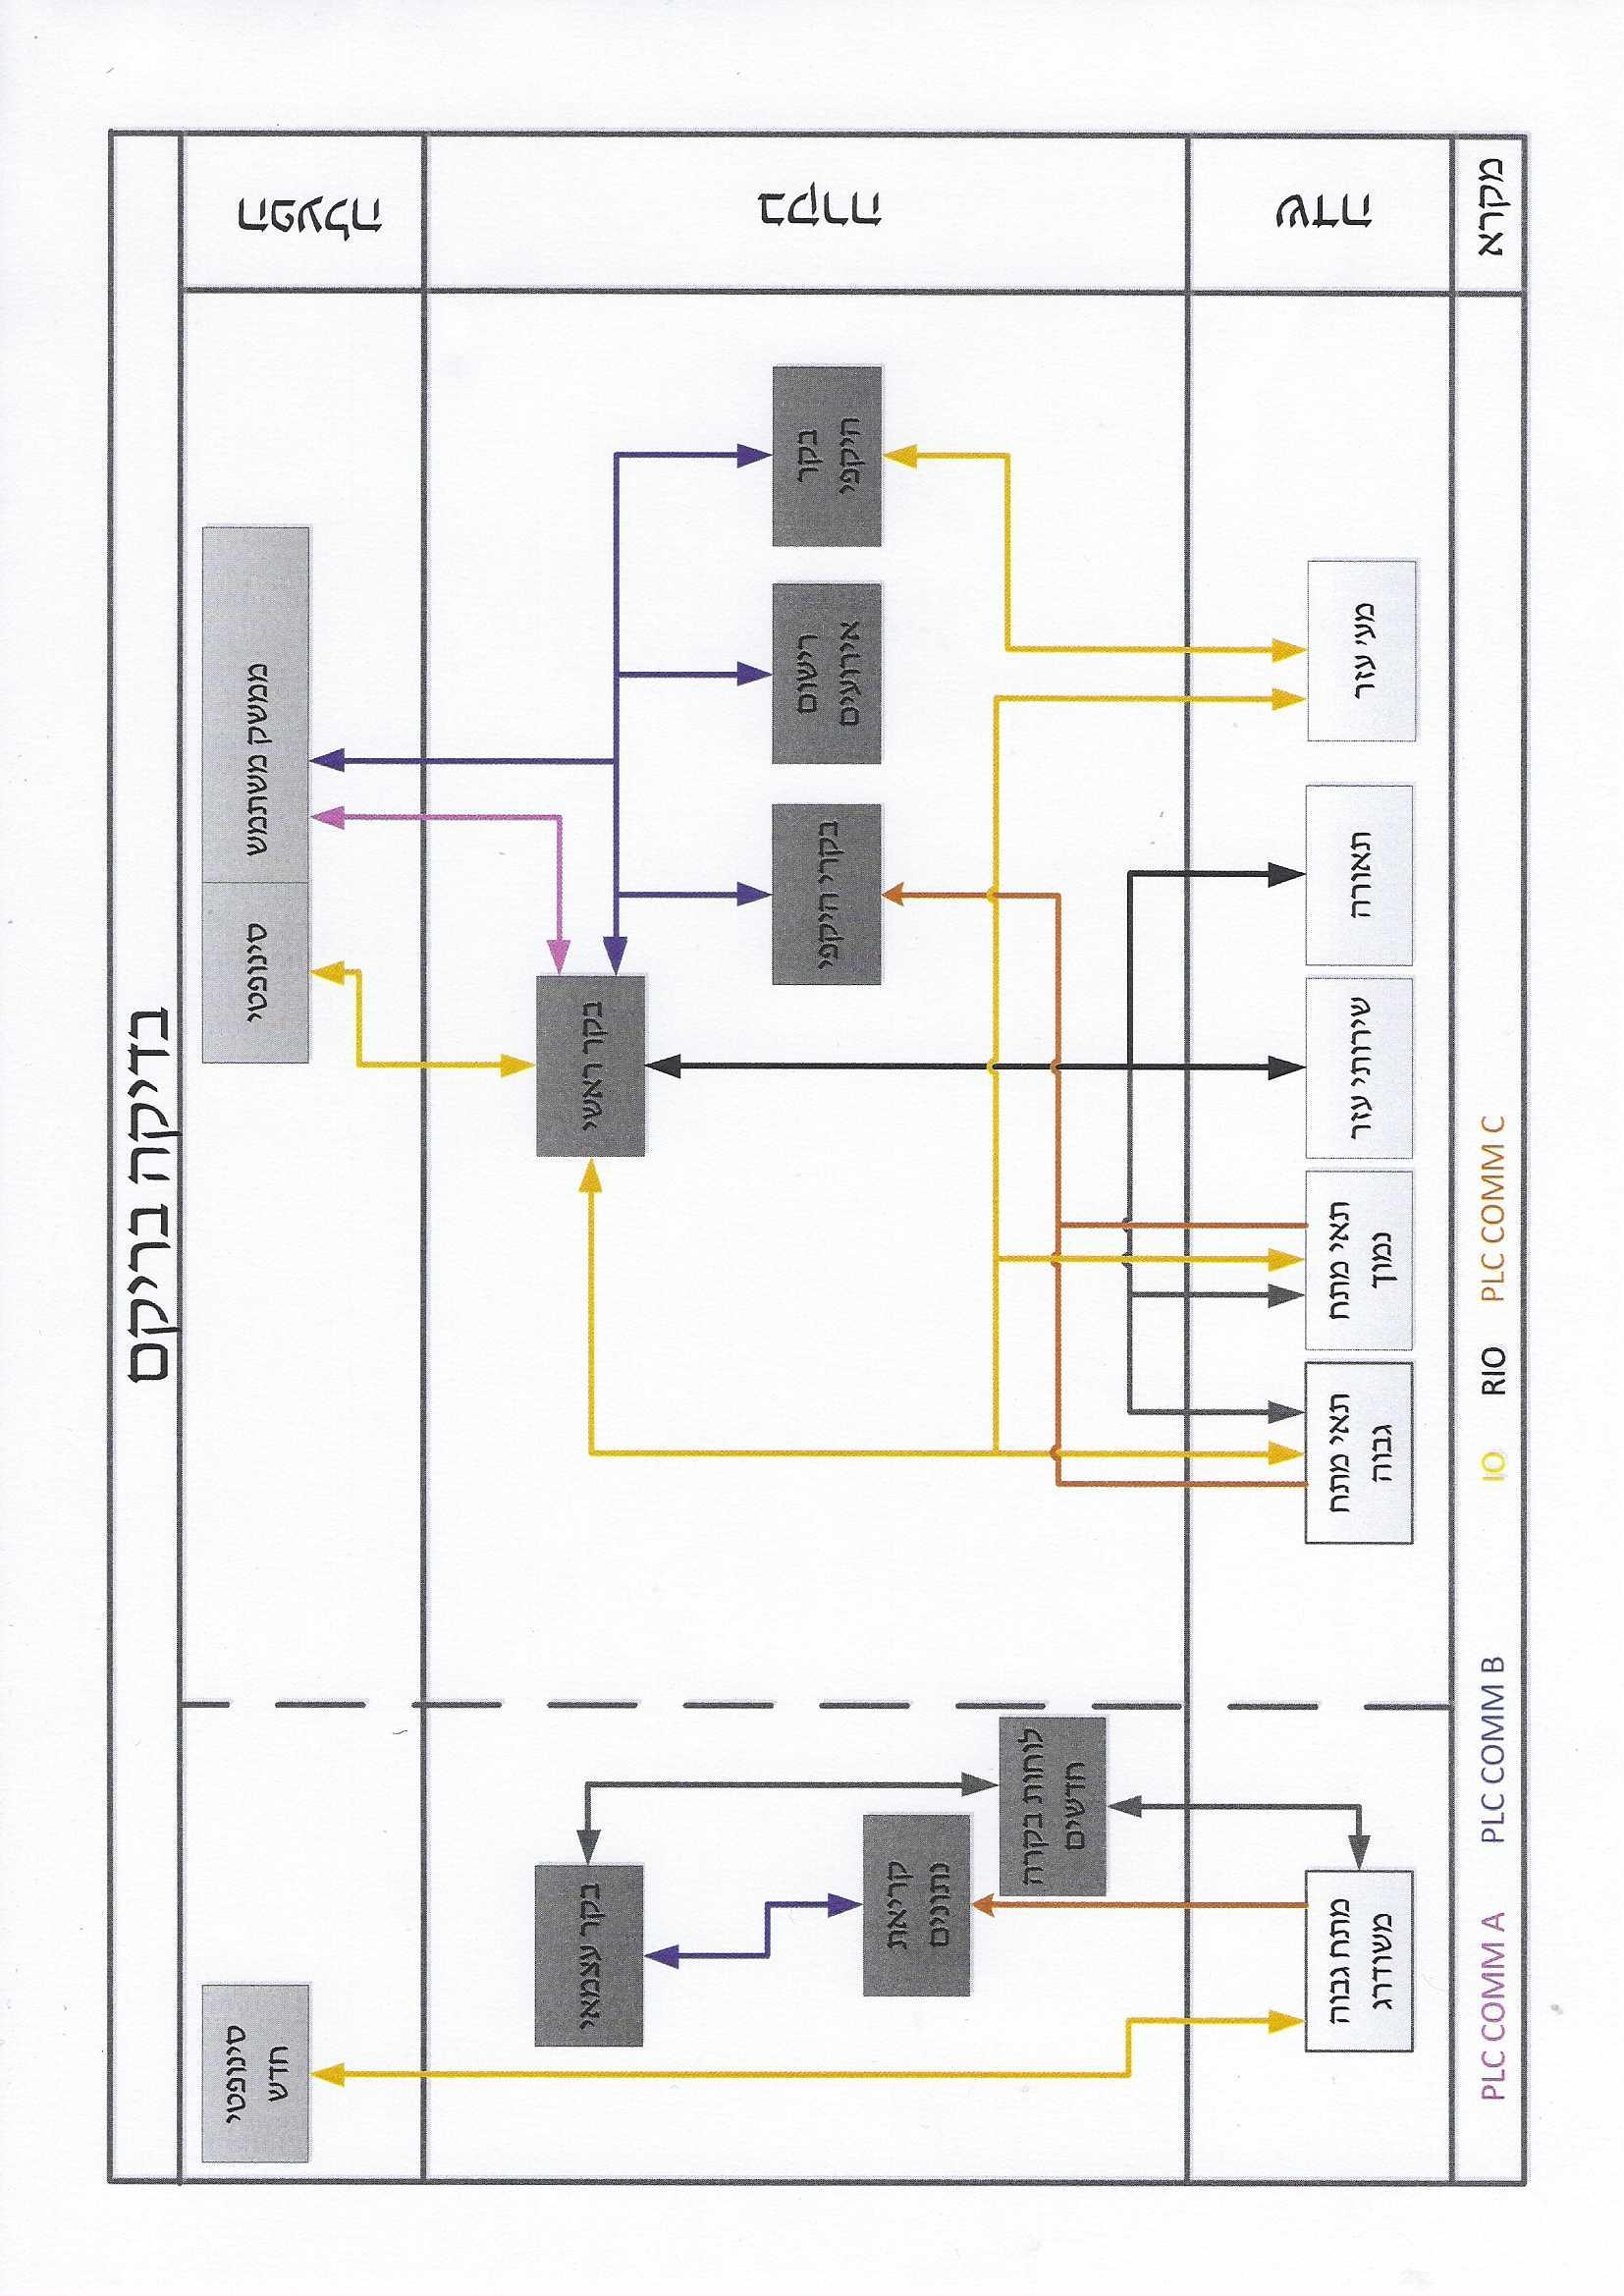 בדיקה בריקם
הפעלה
ממשק משתמש
סינופטי
סינופטי
חדש
בקרה
בקר ראשי
בקר עצמאי
בקר
היקפי
רישום
אירועים
בקרי היקפי
קריאת
נתונים
לוחות בקרה
חדשים
שדה
מעי עזר
תאורה
שירותי עזר
תאי מתח
נמוך
תאי מתח
גבוה
מתח גבוה
משודרג
מקרא
PLC COMM A PLC COMM B IO RIO PLC COMM C